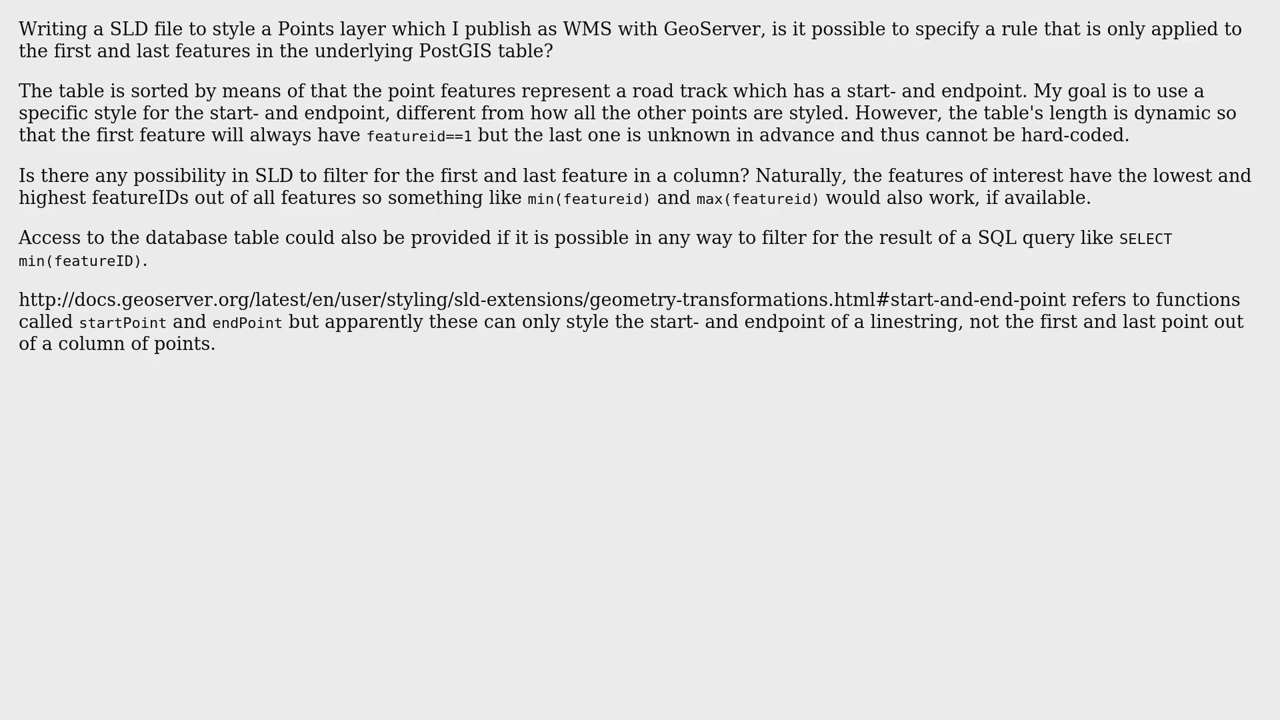 Writing a SLD file to style a Points layer which I publish as WMS with GeoServer, is it possible to specify a rule that is only applied to
the first and last features in the underlying PostGIS table?
The table is sorted by means of that the point features represent a road track which has a start- and endpoint. My goal is to use a
specific style for the start- and endpoint, different from how all the other points are styled. However, the table's length is dynamic so
that the first feature will always have featureid==1 but the last one is unknown in advance and thus cannot be hard-coded.
Is there any possibility in SLD to filter for the first and last feature in a column? Naturally, the features of interest have the lowest and
highest featureIDs out of all features so something like min(featureid) and max(featureid) would also work, if available.
Access to the database table could also be provided if it is possible in any way to filter for the result of a SQL query like SELECT
min(featureID).
http://docs.geoserver.org/latest/en/user/styling/sld-extensions/geometry-transformations.html#start-and-end-point refers to functions
called startPoint and endPoint but apparently these can only style the start- and endpoint of a linestring, not the first and last point out
of a column of points.